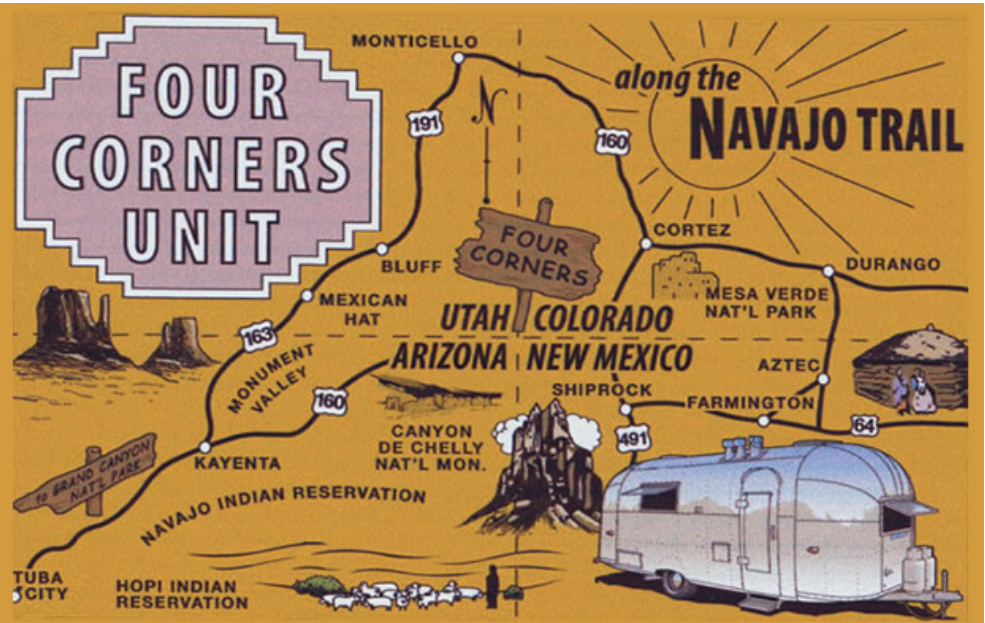 FOUR
CORNERS
UNIT
MONTICELLO
N
191
160
along the
NAVAJO TRAIL
FOUR
CORNERS
CORTEZ
BLUFF
DURANGO
MESA VERDE
NAT'L PARK
MEXICAN
HAT
UTAH
COLORADO
163
ARIZONA
NEW MEXICO
MONUMENT
VALLEY
160
AZTEC
SHIPROCK
FARMINGTON
64
491
CANYON
DE CHELLY
NAT'L MON.
KAYENTA
to GRAND CANYON
NAT'L PARK
NAVAJO INDIAN RESERVATION
TUBA
CITY
HOPI INDIAN
RESERVATION